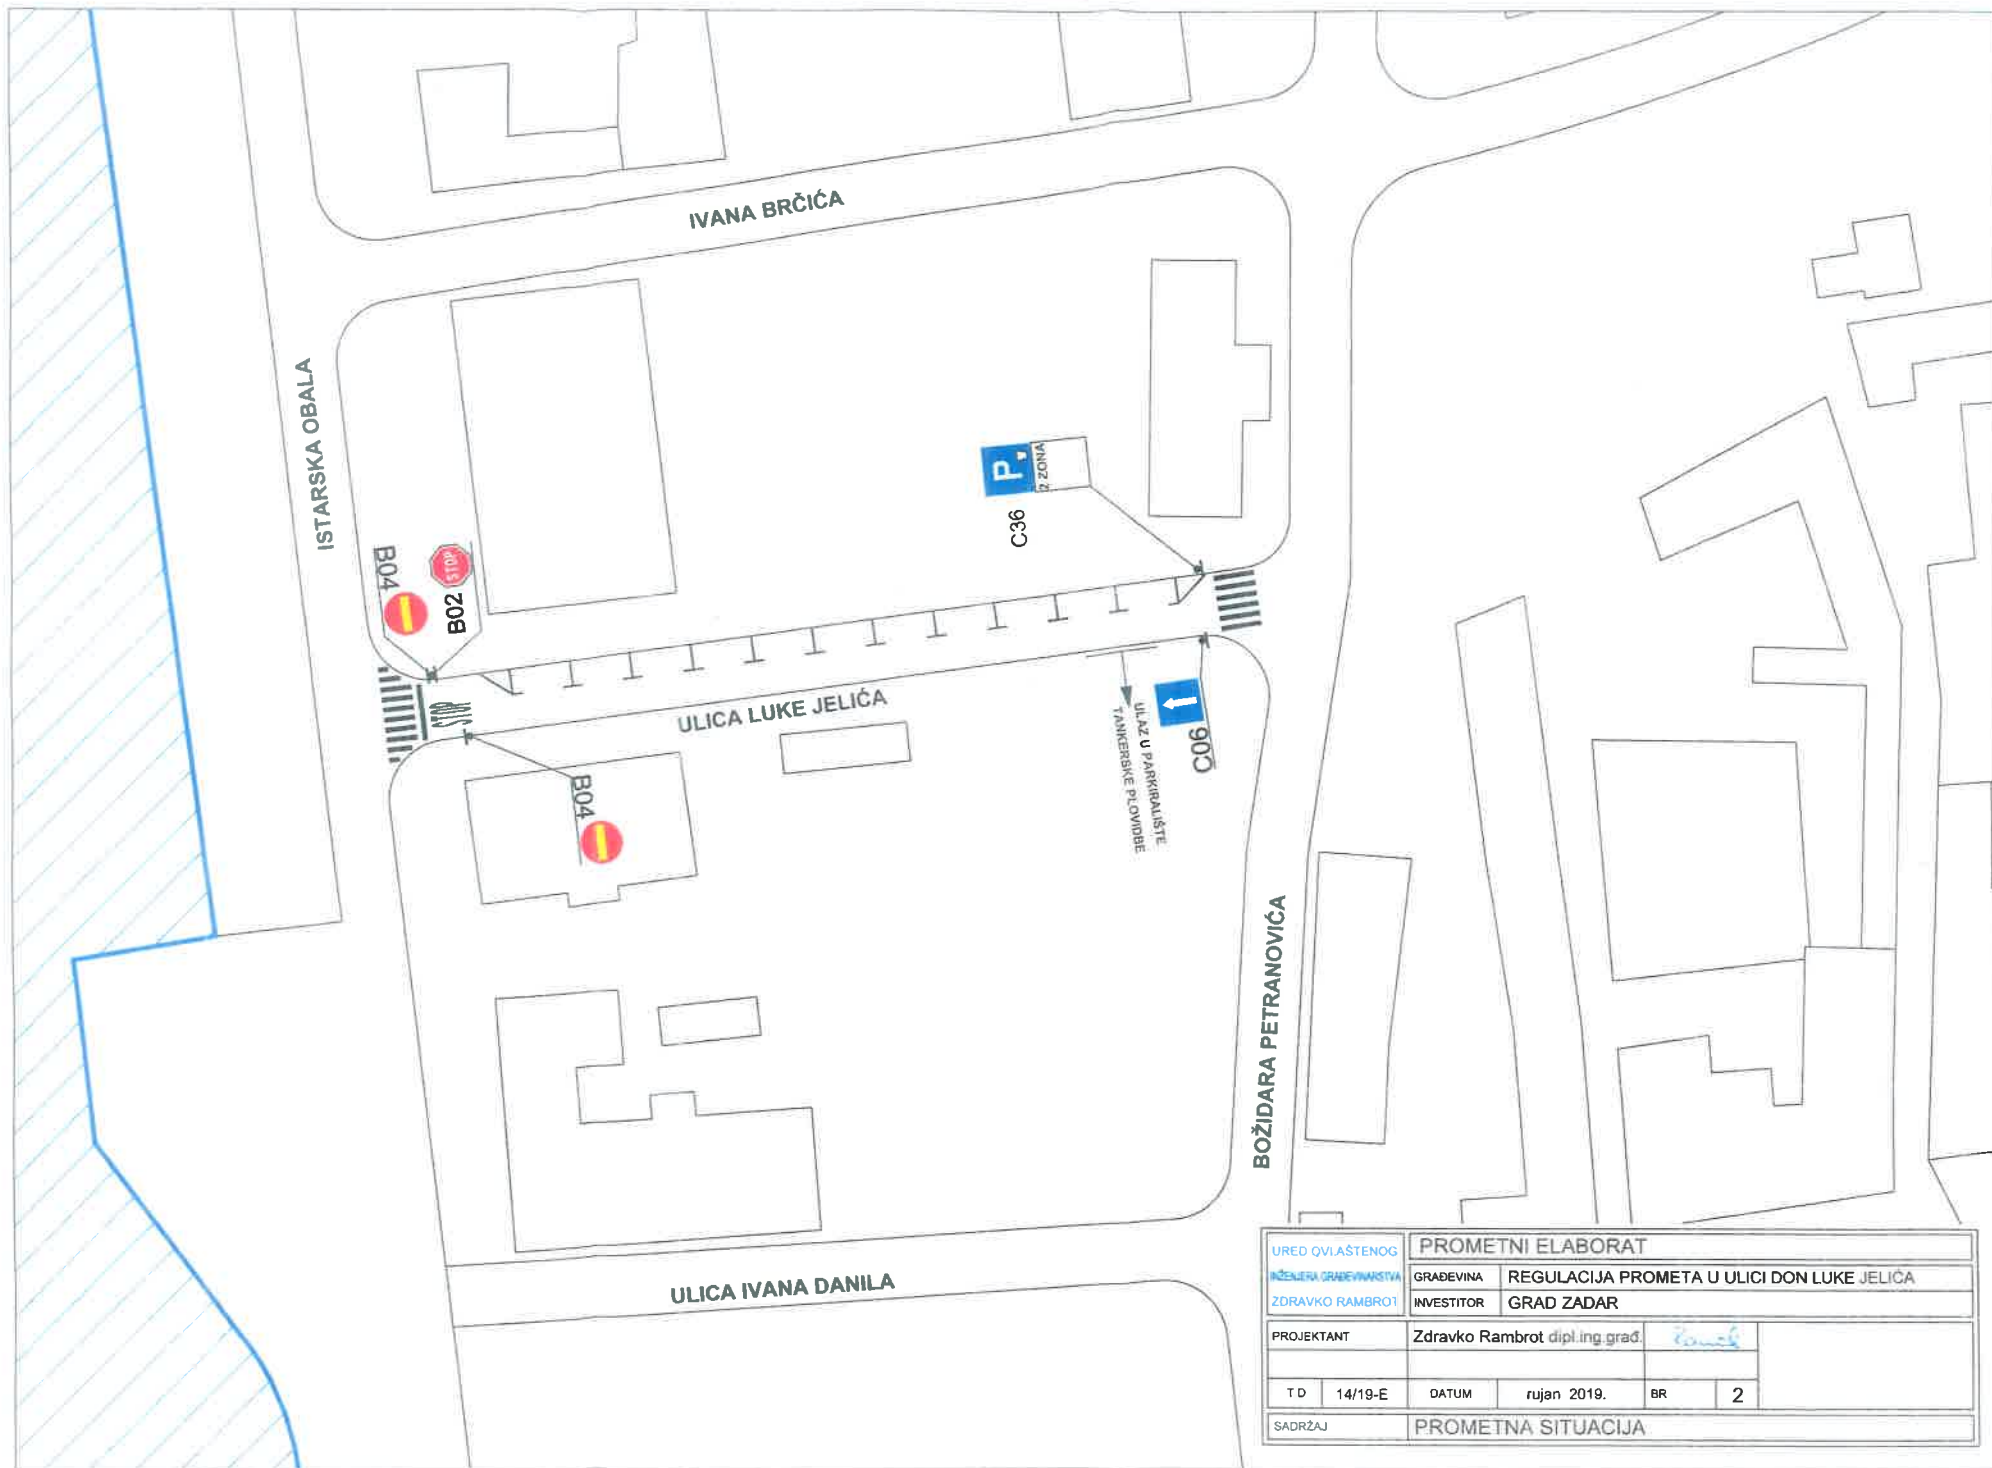 IVANA BRČIĆA
ISTARSKA OBALA
P
2 ZONA
C36
B04
STOP
B02
STOP
ULICA LUKE JELIĆA
B04
C06
ULAZ U PARKIRALIŠTE
TANKERSKE PLOVIDBE
BOŽIDARA PETRANOVIĆA
ULICA IVANA DANILA
URED OVLAŠTENOG
INŽENJERA GRAĐEVINARSTVA
ZDRAVKO RAMBROT
PROMETNI ELABORAT
GRAĐEVINA REGULACIJA PROMETA U ULICI DON LUKE JELIĆA
INVESTITOR GRAD ZADAR
PROJEKTANT Zdravko Rambrot dipl.ing.građ.
T D 14/19-E DATUM rujan 2019. BR 2
SADRŽAJ PROMETNA SITUACIJA